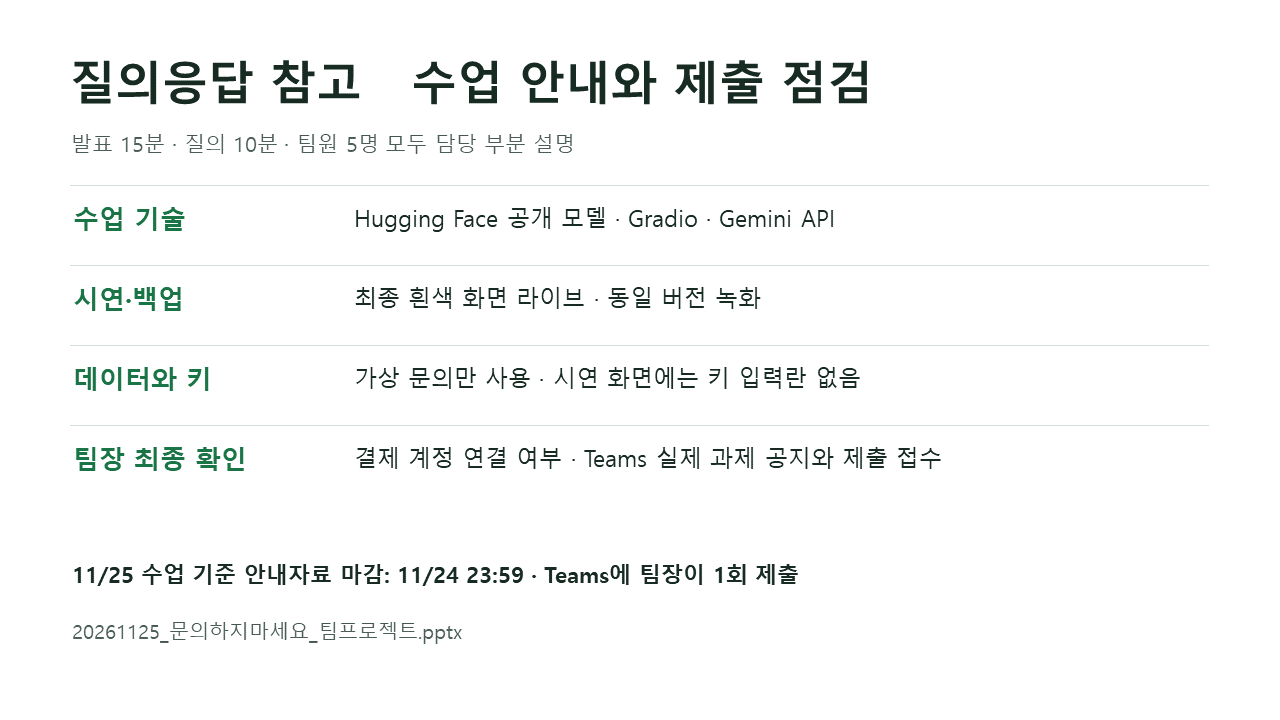 질의응답 참고 수업 안내와 제출 점검
발표 15분 · 질의 10분 · 팀원 5명 모두 담당 부분 설명
수업 기술 Hugging Face 공개 모델 · Gradio · Gemini API
시연·백업 최종 흰색 화면 라이브 · 동일 버전 녹화
데이터와 키 가상 문의만 사용 · 시연 화면에는 키 입력란 없음
팀장 최종 확인 결제 계정 연결 여부 · Teams 실제 과제 공지와 제출 접수
11/25 수업 기준 안내자료 마감: 11/24 23:59 · Teams에 팀장이 1회 제출
20261125_문의하지마세요_팀프로젝트.pptx